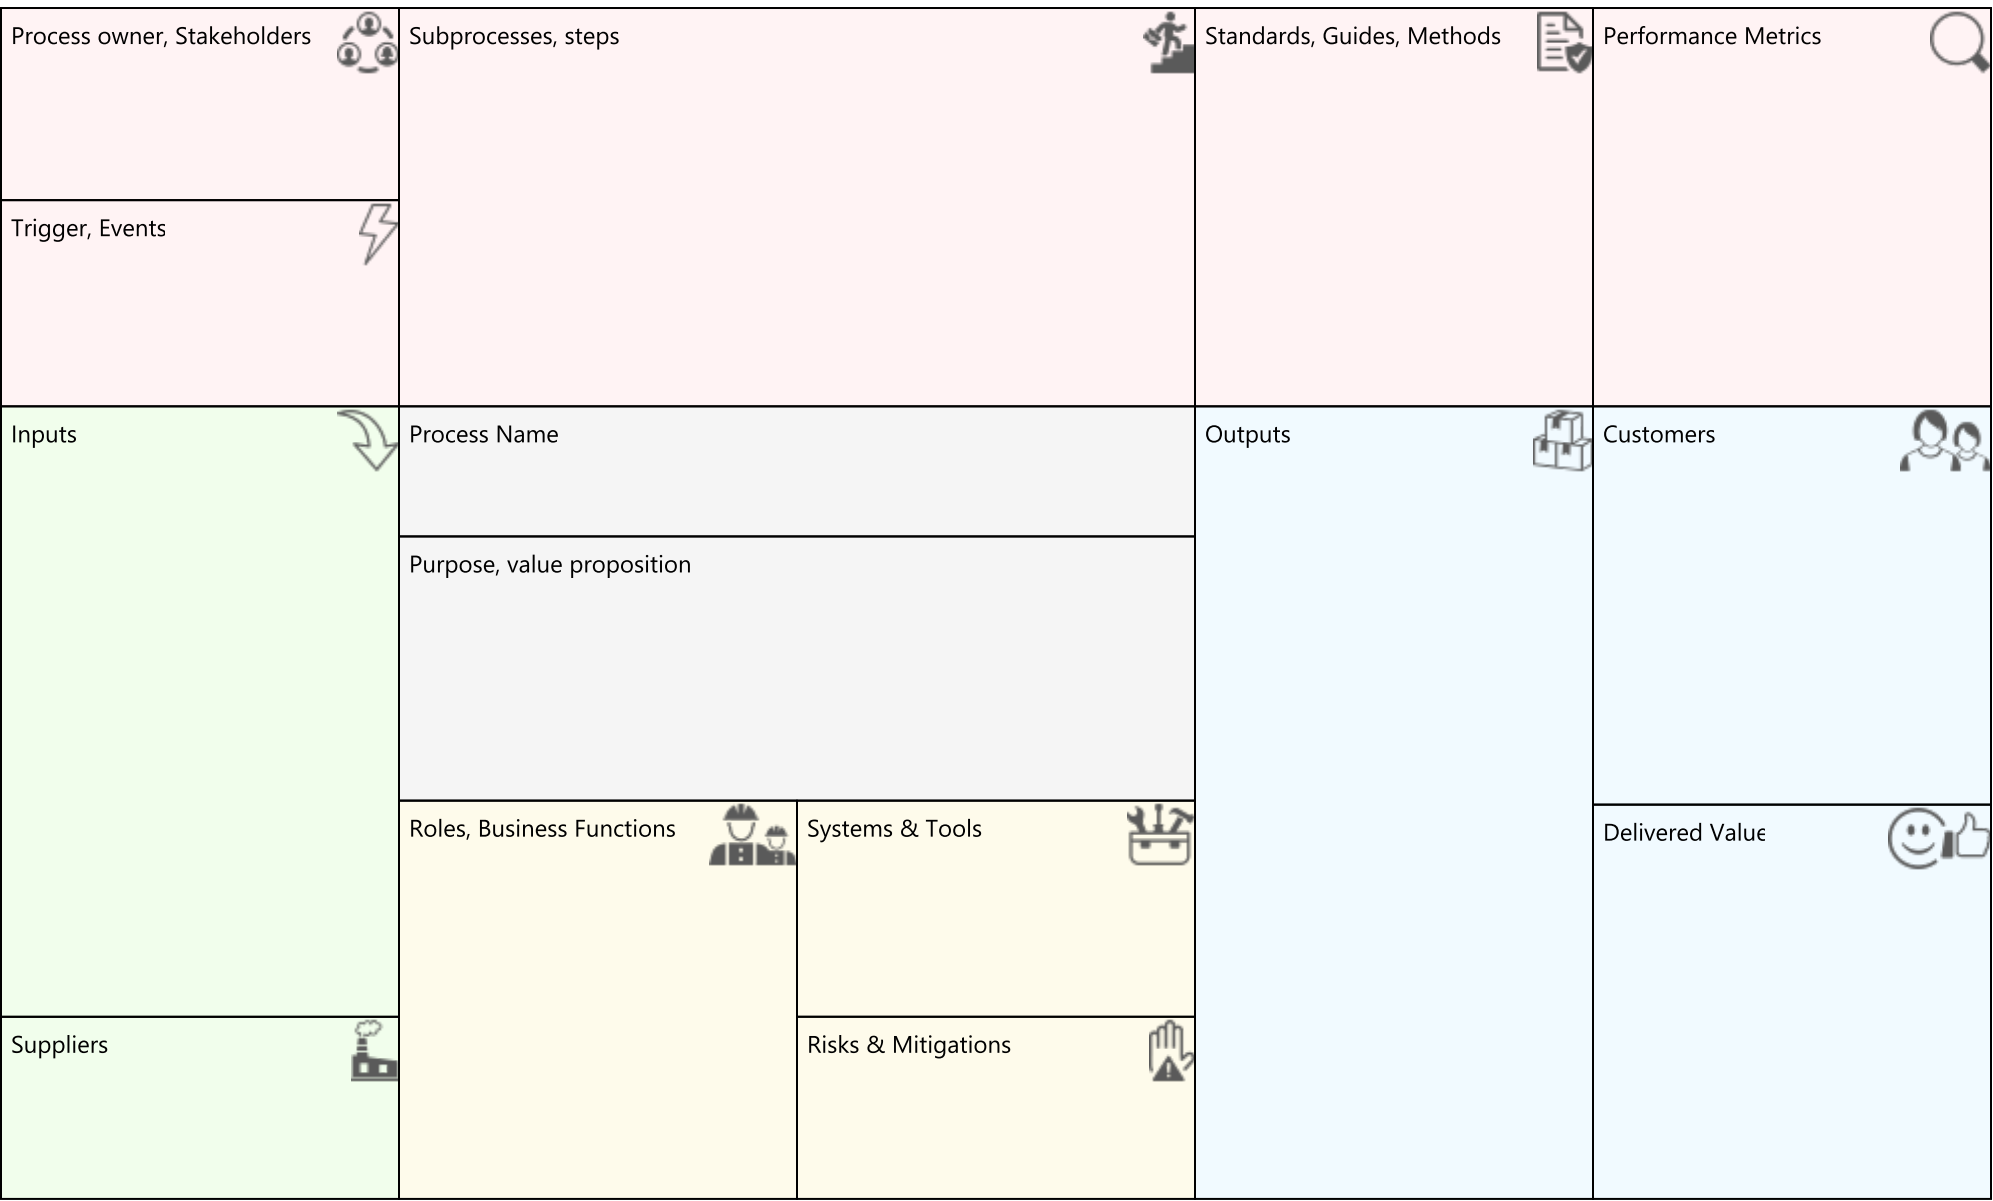 Process owner, Stakeholders
Subprocesses, steps
Standards, Guides, Methods
Performance Metrics
Trigger, Events
Inputs
Process Name
Outputs
Customers
Purpose, value proposition
Roles, Business Functions
Systems & Tools
Delivered Value
Suppliers
Risks & Mitigations